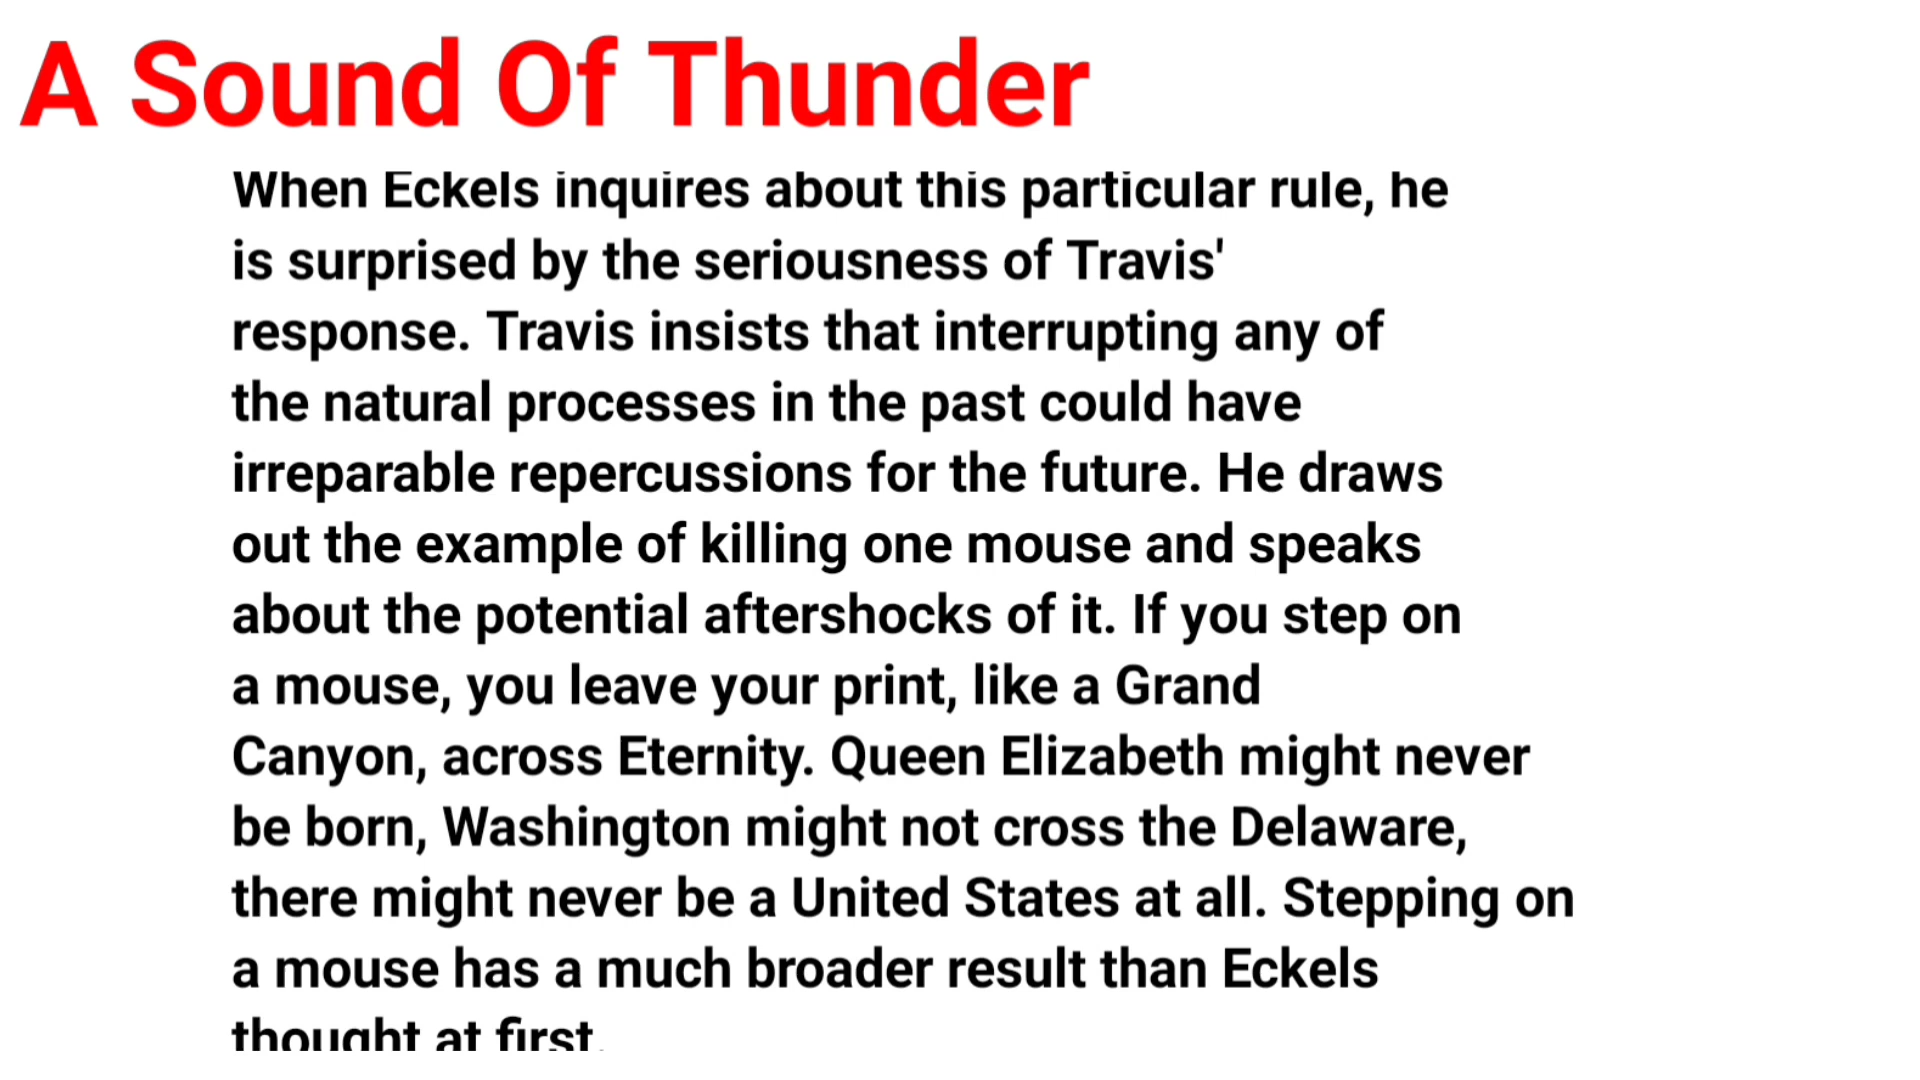 A Sound Of Thunder
When Eckels inquires about this particular rule, he
is surprised by the seriousness of Travis'
response. Travis insists that interrupting any of
the natural processes in the past could have
irreparable repercussions for the future. He draws
out the example of killing one mouse and speaks
about the potential aftershocks of it. If you step on
a mouse, you leave your print, like a Grand
Canyon, across Eternity. Queen Elizabeth might never
be born, Washington might not cross the Delaware,
there might never be a United States at all. Stepping on
a mouse has a much broader result than Eckels
thought at first.